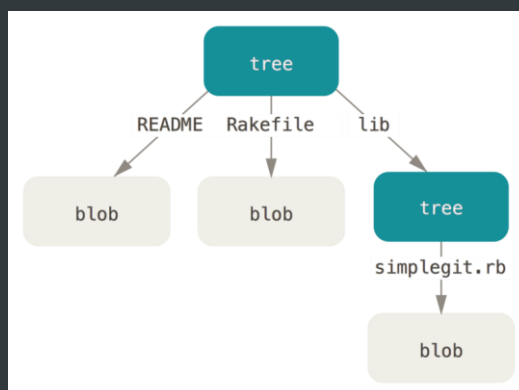 tree
README Rakefile lib
blob blob tree
simplegit.rb
blob